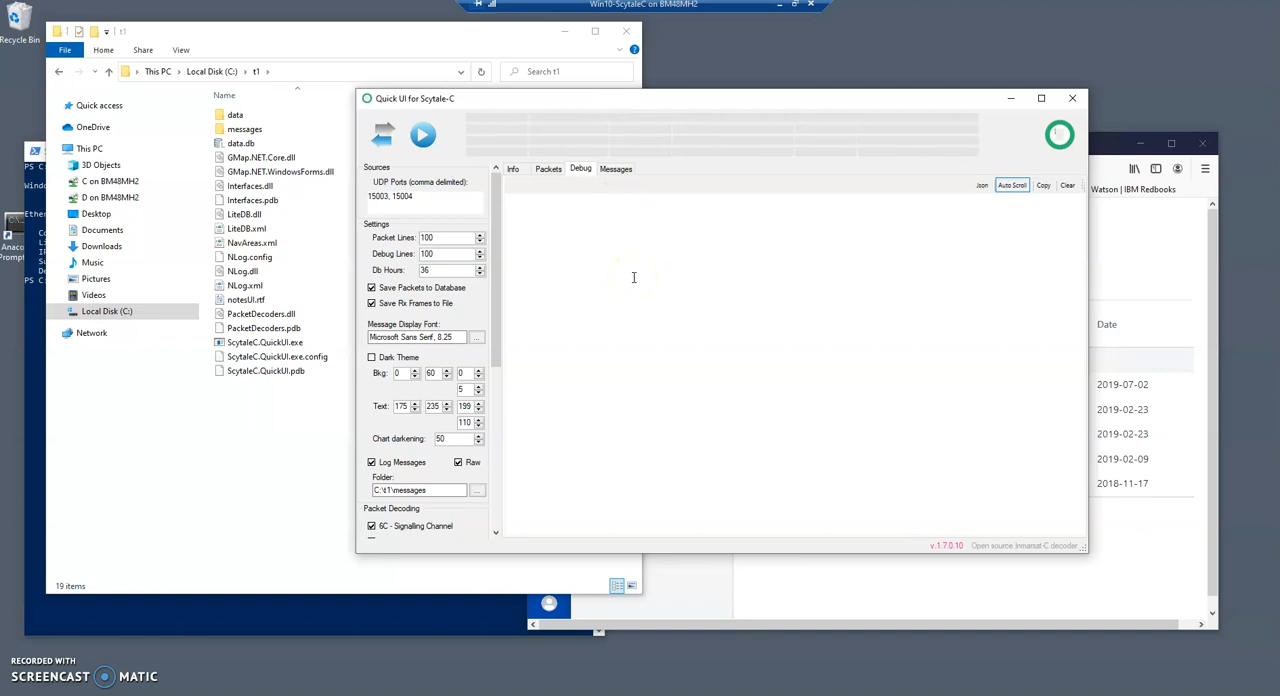 Win10-ScytaleC on BM48MH2
Recycle Bin
t1
File
Home
Share
View
This PC
Local Disk (C:)
t1
Search t1
Name
Quick access
OneDrive
This PC
3D Objects
C on BM48MH2
D on BM48MH2
Desktop
Documents
Downloads
Music
Pictures
Videos
Local Disk (C:)
Network
data
messages
data.db
GMap.NET.Core.dll
GMap.NET.WindowsForms.dll
Interfaces.dll
Interfaces.pdb
LiteDB.dll
LiteDB.xml
NavAreas.xml
NLog.config
NLog.dll
NLog.xml
notesUI.rtf
PacketDecoders.dll
PacketDecoders.pdb
ScytaleC.QuickUI.exe
ScytaleC.QuickUI.exe.config
ScytaleC.QuickUI.pdb
19 items
Quick UI for Scytale-C
Sources
UDP Ports (comma delimited):
15003, 15004
Settings
Packet Lines: 100
Debug Lines: 100
Db Hours: 36
Save Packets to Database
Save Rx Frames to File
Message Display Font:
Microsoft Sans Serif, 8.25
...
Dark Theme
Bkg: 0 60 0
5
Text: 175 235 199
110
Chart darkening: 50
Log Messages Raw
Folder:
C:\t1\messages
...
Packet Decoding
6C - Signalling Channel
Info
Packets
Debug
Messages
Json
Auto Scroll
Copy
Clear
v.1.7.0.10
Open source Inmarsat-C decoder
Watson | IBM Redbooks
Date
2019-07-02
2019-02-23
2019-02-23
2019-02-09
2018-11-17
PS C:
Windo
Ether
PS C:
Anaco
Prompt
RECORDED WITH
SCREENCAST MATIC